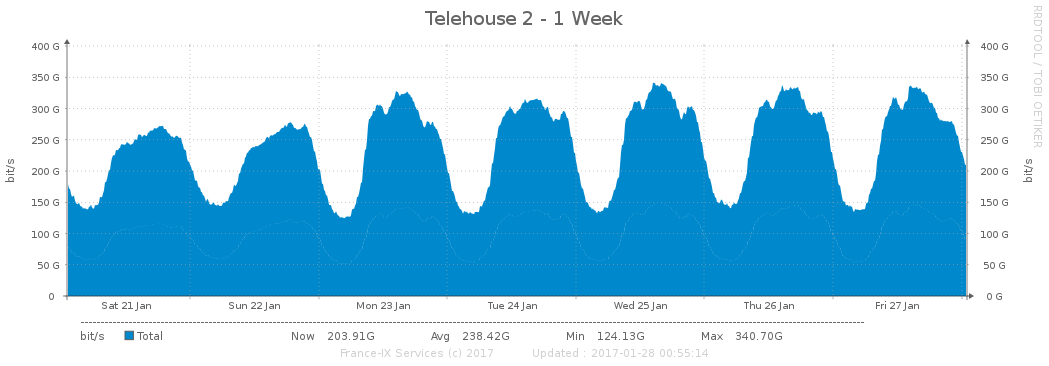 Telehouse 2 - 1 Week
RRDTOOL / TOBI OETIKER
400 G 400 G
350 G 350 G
300 G 300 G
250 G 250 G
200 G 200 G
150 G 150 G
100 G 100 G
50 G 50 G
0 0 G
bit/s bit/s
Sat 21 Jan Sun 22 Jan Mon 23 Jan Tue 24 Jan Wed 25 Jan Thu 26 Jan Fri 27 Jan
bit/s Total Now 203.91G Avg 238.42G Min 124.13G Max 340.70G
France-IX Services (c) 2017 Updated : 2017-01-28 00:55:14